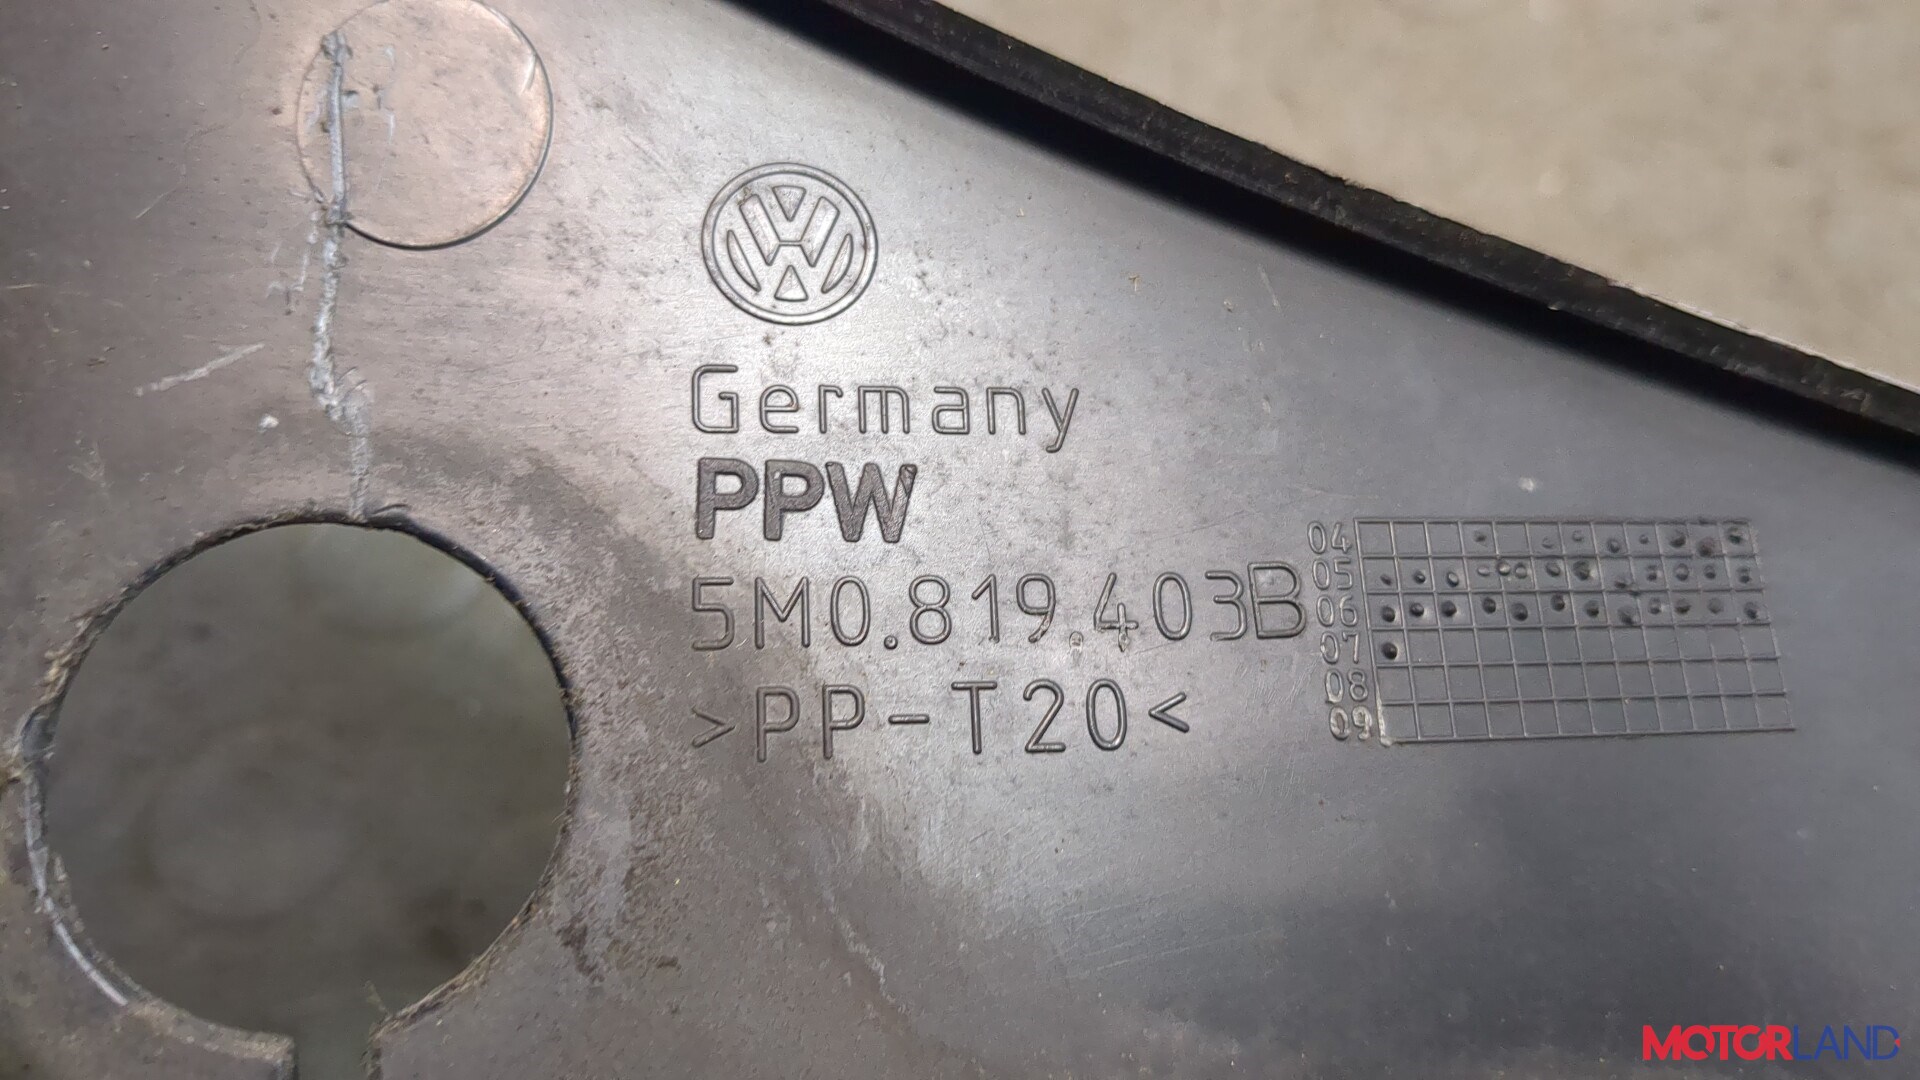 Germany
PPW
5M0.819.403B
>PP-T20<
04
05
06
07
08
09
MOTORLAND